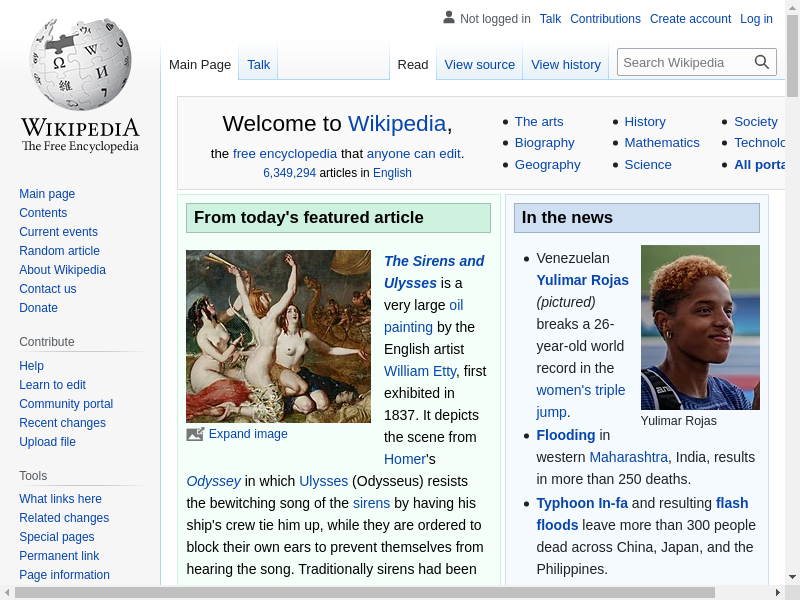 Not logged in Talk Contributions Create account Log in
Main Page Talk Read View source View history Search Wikipedia
WIKIPEDIA
The Free Encyclopedia
Main page
Contents
Current events
Random article
About Wikipedia
Contact us
Donate
Contribute
Help
Learn to edit
Community portal
Recent changes
Upload file
Tools
What links here
Related changes
Special pages
Permanent link
Page information
Welcome to Wikipedia,
the free encyclopedia that anyone can edit.
6,349,294 articles in English
The arts
Biography
Geography
History
Mathematics
Science
Society
Technolo
All porta
From today's featured article
The Sirens and
Ulysses is a
very large oil
painting by the
English artist
William Etty, first
exhibited in
1837. It depicts
the scene from
Homer's
Expand image
Odyssey in which Ulysses (Odysseus) resists
the bewitching song of the sirens by having his
ship's crew tie him up, while they are ordered to
block their own ears to prevent themselves from
hearing the song. Traditionally sirens had been
In the news
Venezuelan
Yulimar Rojas
(pictured)
breaks a 26-
year-old world
record in the
women's triple
jump.
Yulimar Rojas
Flooding in
western Maharashtra, India, results
in more than 250 deaths.
Typhoon In-fa and resulting flash
floods leave more than 300 people
dead across China, Japan, and the
Philippines.